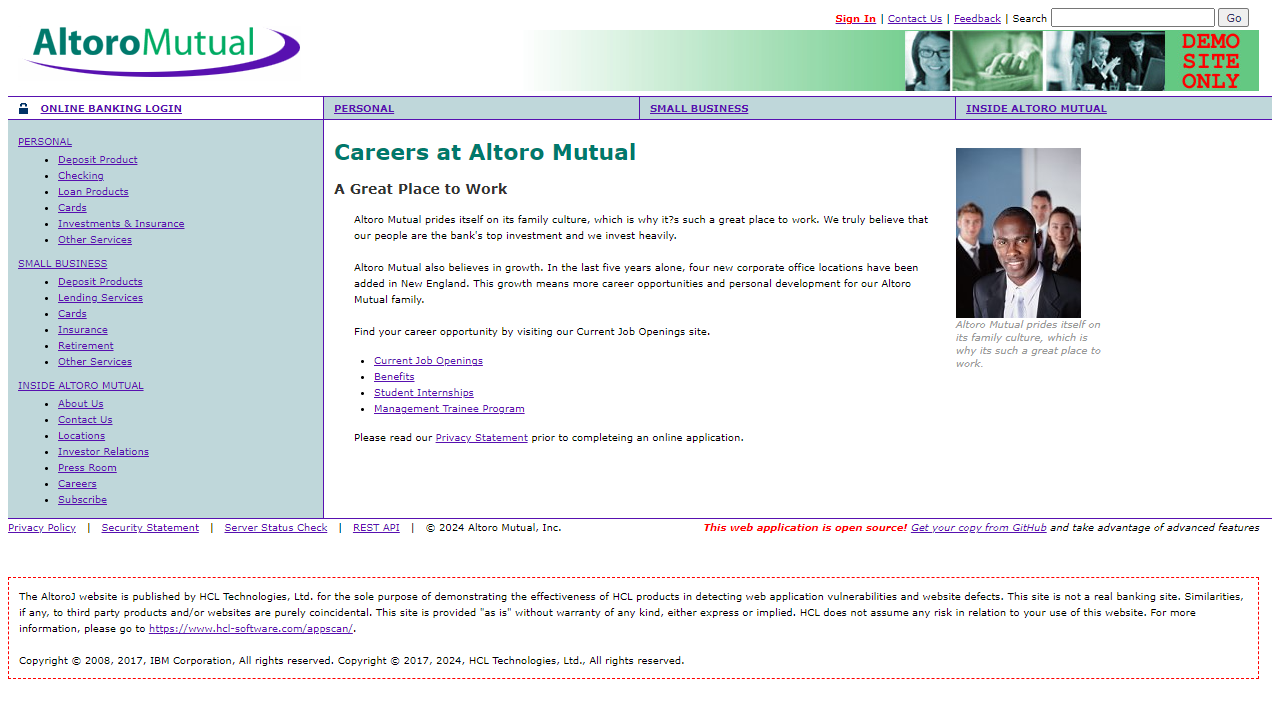 Sign In | Contact Us | Feedback | Search Go
AltoroMutual
DEMO
SITE
ONLY
ONLINE BANKING LOGIN
PERSONAL
SMALL BUSINESS
INSIDE ALTORO MUTUAL
PERSONAL
Deposit Product
Checking
Loan Products
Cards
Investments & Insurance
Other Services
SMALL BUSINESS
Deposit Products
Lending Services
Cards
Insurance
Retirement
Other Services
INSIDE ALTORO MUTUAL
About Us
Contact Us
Locations
Investor Relations
Press Room
Careers
Subscribe
Careers at Altoro Mutual
A Great Place to Work
Altoro Mutual prides itself on its family culture, which is why it?s such a great place to work. We truly believe that
our people are the bank's top investment and we invest heavily.
Altoro Mutual also believes in growth. In the last five years alone, four new corporate office locations have been
added in New England. This growth means more career opportunities and personal development for our Altoro
Mutual family.
Find your career opportunity by visiting our Current Job Openings site.
Current Job Openings
Benefits
Student Internships
Management Trainee Program
Please read our Privacy Statement prior to completeing an online application.
Altoro Mutual prides itself on
its family culture, which is
why its such a great place to
work.
Privacy Policy | Security Statement | Server Status Check | REST API | © 2024 Altoro Mutual, Inc.
This web application is open source! Get your copy from GitHub and take advantage of advanced features
The AltoroJ website is published by HCL Technologies, Ltd. for the sole purpose of demonstrating the effectiveness of HCL products in detecting web application vulnerabilities and website defects. This site is not a real banking site. Similarities,
if any, to third party products and/or websites are purely coincidental. This site is provided "as is" without warranty of any kind, either express or implied. HCL does not assume any risk in relation to your use of this website. For more
information, please go to https://www.hcl-software.com/appscan/.
Copyright © 2008, 2017, IBM Corporation, All rights reserved. Copyright © 2017, 2024, HCL Technologies, Ltd., All rights reserved.